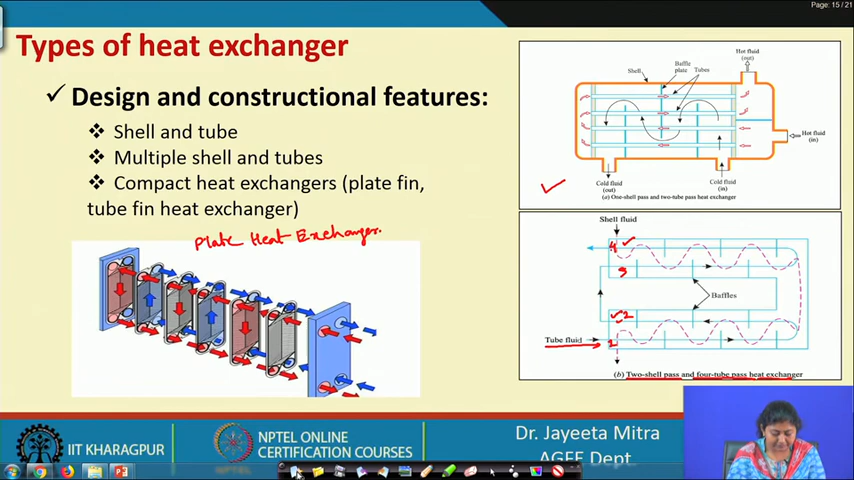 Page: 15 / 21
Types of heat exchanger
✓ Design and constructional features:
❖ Shell and tube
❖ Multiple shell and tubes
❖ Compact heat exchangers (plate fin,
tube fin heat exchanger)
Plate Heat Exchanger.
Hot fluid
(out)
Shell
Baffle
plate
Tubes
Hot fluid
(in)
Cold fluid
(out)
Cold fluid
(in)
(a) One-shell pass and two-tube pass heat exchanger
Shell fluid
4
3
Baffles
2
Tube fluid
1
(b) Two-shell pass and four-tube pass heat exchanger
IIT KHARAGPUR
NPTEL ONLINE
CERTIFICATION COURSES
Dr. Jayeeta Mitra
AGFE Dept.